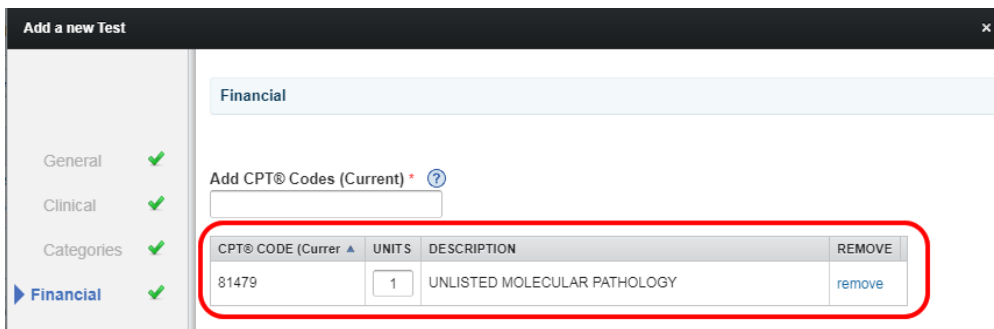 Add a new Test ×
Financial
General
Add CPT® Codes (Current) * ?
Clinical
Categories
CPT® CODE (Currer ▲ UNITS DESCRIPTION REMOVE
81479 1 UNLISTED MOLECULAR PATHOLOGY remove
Financial